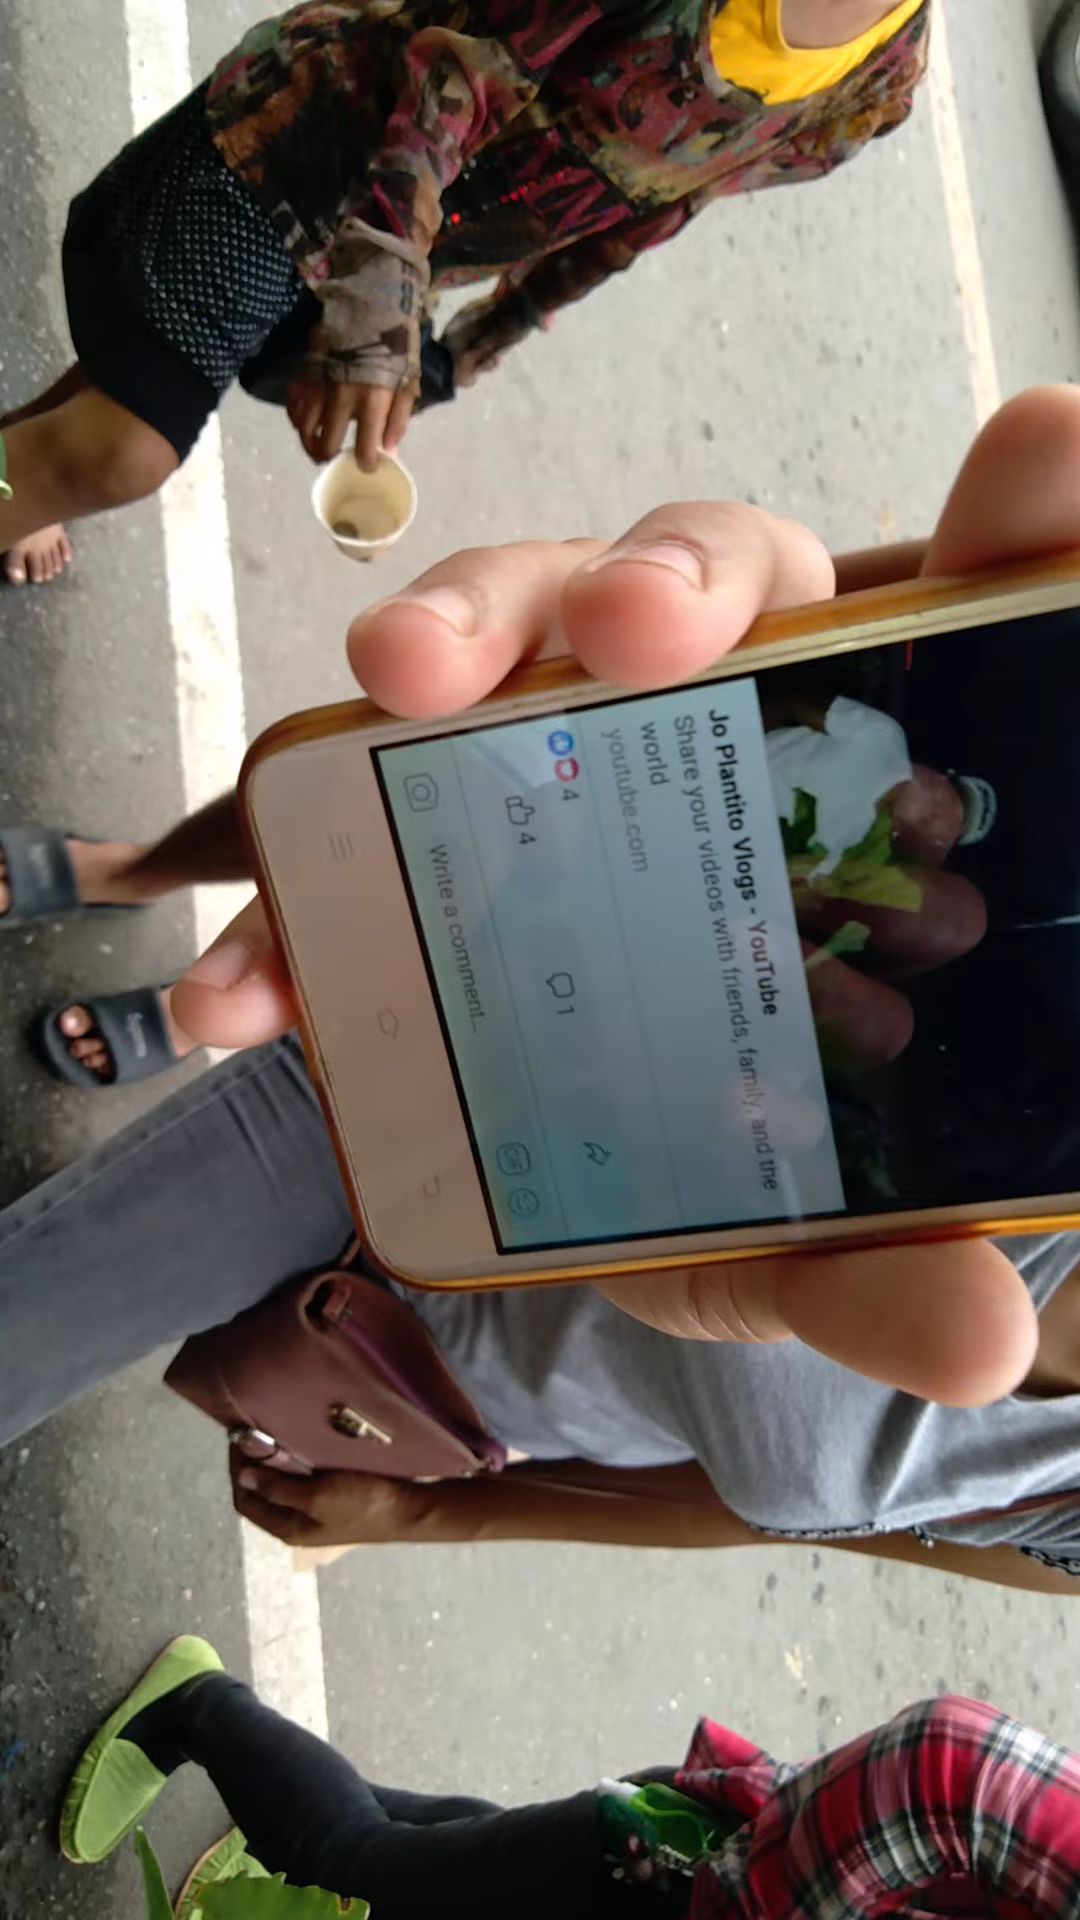 Jo Plantito Vlogs - YouTube
Share your videos with friends, family, and the
world
youtube.com
4
4
1
Write a comment...
GIF